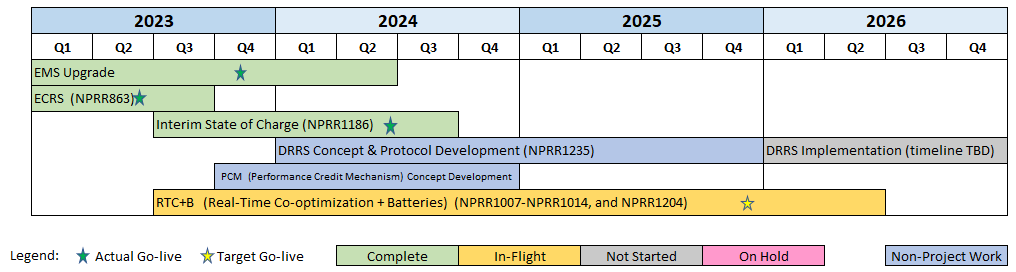 2023 2024 2025 2026
Q1 Q2 Q3 Q4 Q1 Q2 Q3 Q4 Q1 Q2 Q3 Q4 Q1 Q2 Q3 Q4
EMS Upgrade
ECRS (NPRR863)
Interim State of Charge (NPRR1186)
DRRS Concept & Protocol Development (NPRR1235) DRRS Implementation (timeline TBD)
PCM (Performance Credit Mechanism) Concept Development
RTC+B (Real-Time Co-optimization + Batteries) (NPRR1007-NPRR1014, and NPRR1204)
Legend: Actual Go-live Target Go-live Complete In-Flight Not Started On Hold Non-Project Work